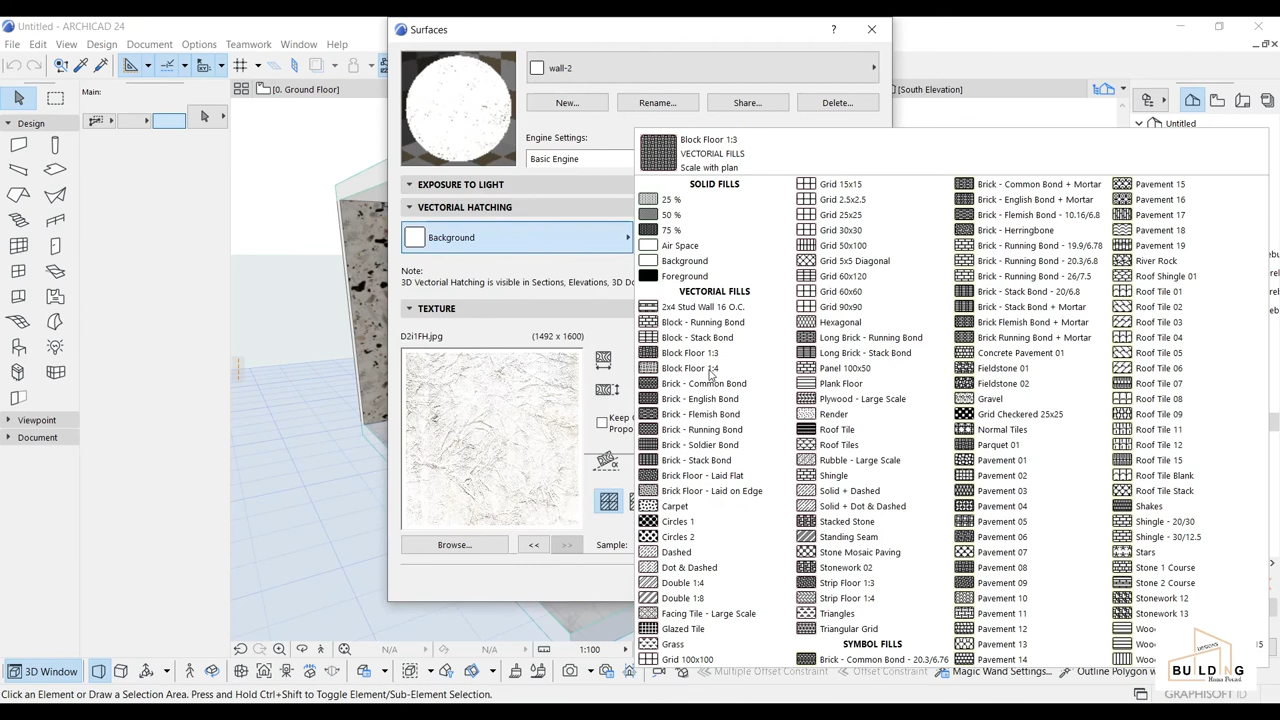 Untitled - ARCHICAD 24
File Edit View Design Document Options Teamwork Window Help
Main:
Design
Viewpoint
Document
[0. Ground Floor]
[South Elevation]
Untitled
Surfaces
?
wall-2
New...
Rename...
Share...
Delete...
Engine Settings:
Basic Engine
EXPOSURE TO LIGHT
VECTORIAL HATCHING
Background
Note:
3D Vectorial Hatching is visible in Sections, Elevations, 3D
TEXTURE
D2i1FH.jpg (1492 x 1600)
Browse...
<<
>>
Sample:
Block Floor 1:3
VECTORIAL FILLS
Scale with plan
SOLID FILLS
25 %
50 %
75 %
Air Space
Background
Foreground
VECTORIAL FILLS
2x4 Stud Wall 16 O.C.
Block - Running Bond
Block - Stack Bond
Block Floor 1:3
Block Floor 1:4
Brick - Common Bond
Brick - English Bond
Brick - Flemish Bond
Brick - Running Bond
Brick - Soldier Bond
Brick - Stack Bond
Brick Floor - Laid Flat
Brick Floor - Laid on Edge
Carpet
Circles 1
Circles 2
Dashed
Dot & Dashed
Double 1:4
Double 1:8
Facing Tile - Large Scale
Glazed Tile
Grass
Grid 100x100
Grid 15x15
Grid 2.5x2.5
Grid 25x25
Grid 30x30
Grid 50x100
Grid 5x5 Diagonal
Grid 60x120
Grid 60x60
Grid 90x90
Hexagonal
Long Brick - Running Bond
Long Brick - Stack Bond
Panel 100x50
Plank Floor
Plywood - Large Scale
Render
Roof Tile
Roof Tiles
Rubble - Large Scale
Shingle
Solid + Dashed
Solid + Dot & Dashed
Stacked Stone
Standing Seam
Stone Mosaic Paving
Stonework 02
Strip Floor 1:3
Strip Floor 1:4
Triangles
Triangular Grid
SYMBOL FILLS
Brick - Common Bond - 20.3/6.76
Brick - Common Bond + Mortar
Brick - English Bond + Mortar
Brick - Flemish Bond - 10.16/6.8
Brick - Herringbone
Brick - Running Bond - 19.9/6.78
Brick - Running Bond - 20.3/6.8
Brick - Running Bond - 26/7.5
Brick - Stack Bond - 20/6.8
Brick - Stack Bond + Mortar
Brick Flemish Bond + Mortar
Brick Running Bond + Mortar
Concrete Pavement 01
Fieldstone 01
Fieldstone 02
Gravel
Grid Checkered 25x25
Normal Tiles
Parquet 01
Pavement 01
Pavement 02
Pavement 03
Pavement 04
Pavement 05
Pavement 06
Pavement 07
Pavement 08
Pavement 09
Pavement 10
Pavement 11
Pavement 12
Pavement 13
Pavement 14
Pavement 15
Pavement 16
Pavement 17
Pavement 18
Pavement 19
River Rock
Roof Shingle 01
Roof Tile 01
Roof Tile 02
Roof Tile 03
Roof Tile 05
Roof Tile 06
Roof Tile 07
Roof Tile 08
Roof Tile 09
Roof Tile 11
Roof Tile 12
Roof Tile 15
Roof Tile Blank
Roof Tile Stack
Shakes
Shingle - 20/30
Shingle - 30/12.5
Stars
Stone 1 Course
Stone 2 Course
Stonework 12
Stonework 13
N/A
N/A
1:100
3D Window
Multiple Offset Constraint
Offset Constraint
Magic Wand Settings...
Outline Polygon w
Click an Element or Draw a Selection Area. Press and Hold Ctrl+Shift to Toggle Element/Sub-Element Selection.
GRAPHISOFT ID
DESIGNS
BUILDING